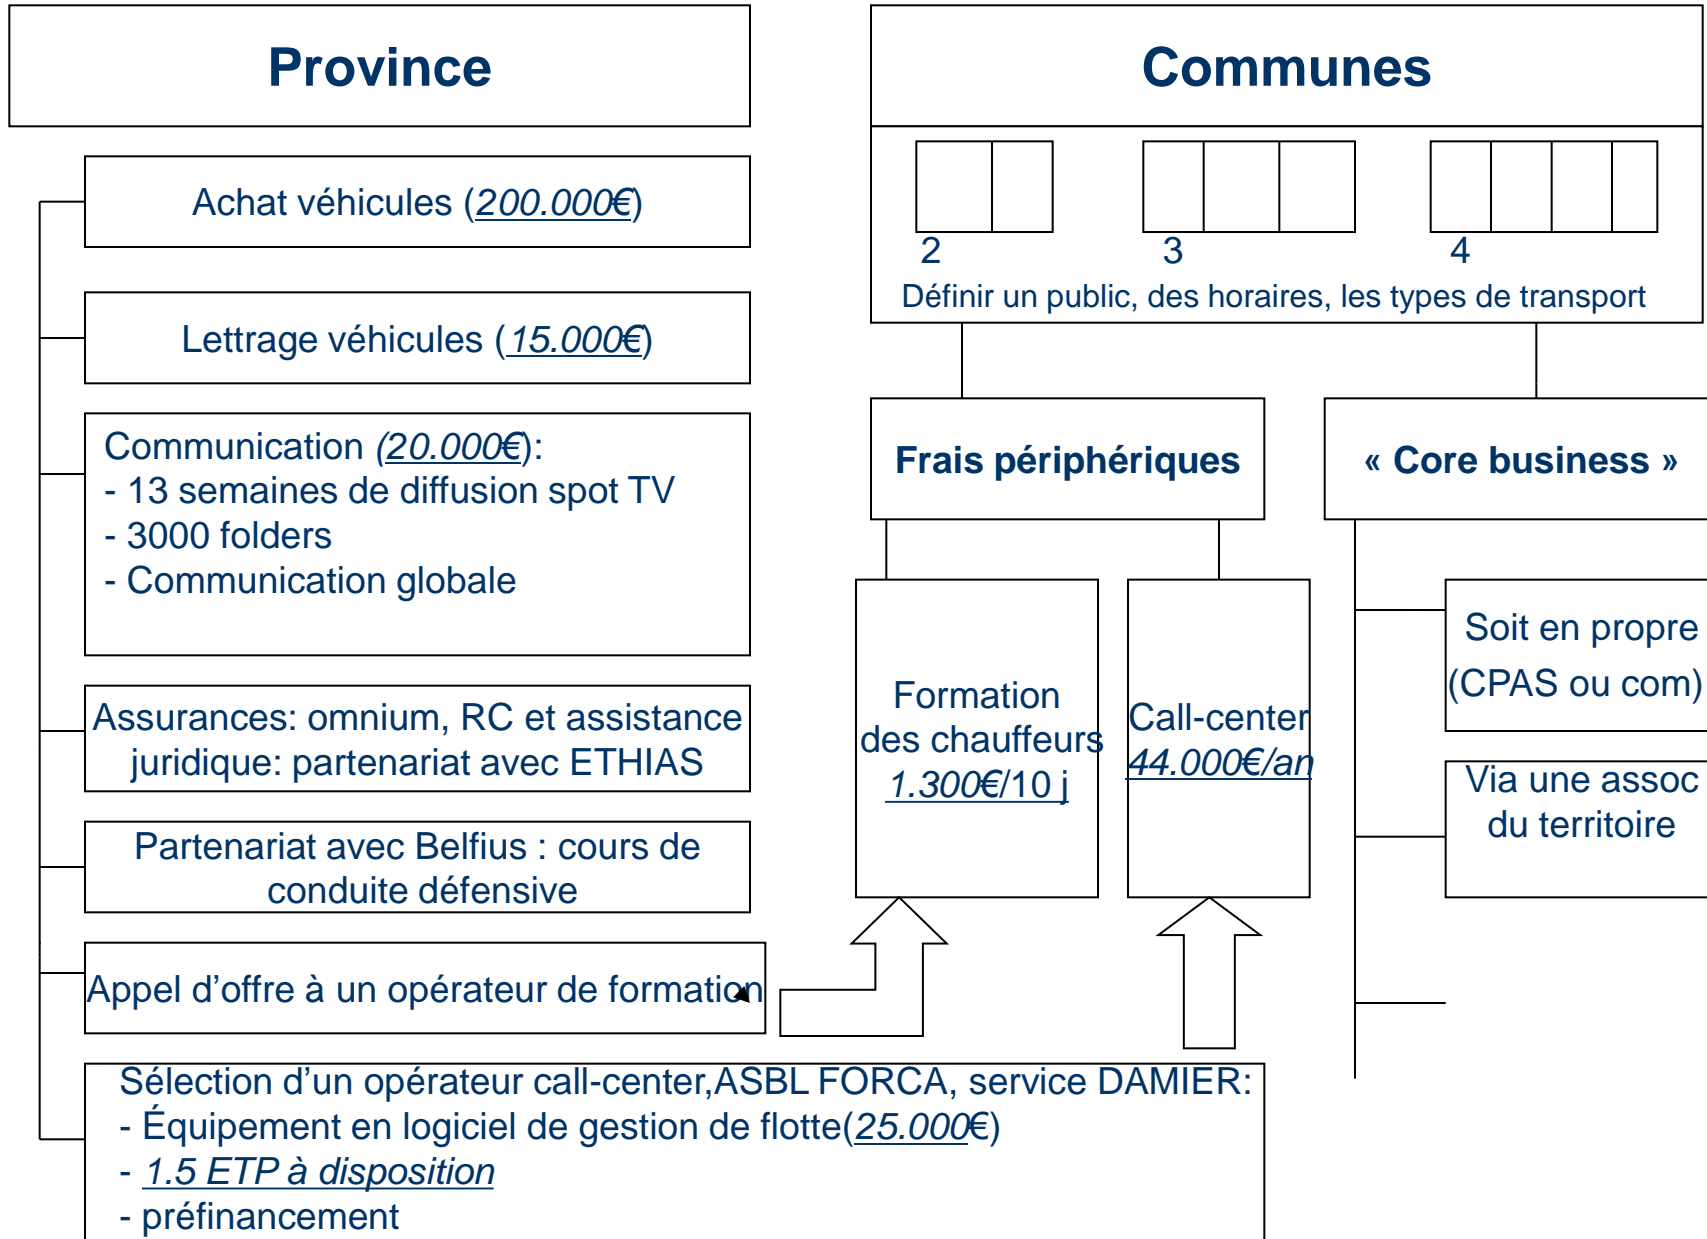 Province
Achat véhicules (200.000€)
Lettrage véhicules (15.000€)
Communication (20.000€):
- 13 semaines de diffusion spot TV
- 3000 folders
- Communication globale
Assurances: omnium, RC et assistance
juridique: partenariat avec ETHIAS
Partenariat avec Belfius : cours de
conduite défensive
Appel d’offre à un opérateur de formation
Sélection d’un opérateur call-center,ASBL FORCA, service DAMIER:
- Équipement en logiciel de gestion de flotte(25.000€)
- 1.5 ETP à disposition
- préfinancement
Communes
2 3 4
Définir un public, des horaires, les types de transport
Frais périphériques
Formation
des chauffeurs
1.300€/10 j
Call-center
44.000€/an
« Core business »
Soit en propre
(CPAS ou com)
Via une assoc
du territoire